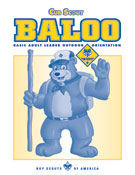 CUB SCOUT
BALOO
BASIC ADULT LEADER OUTDOOR ORIENTATION
BOY SCOUTS OF AMERICA